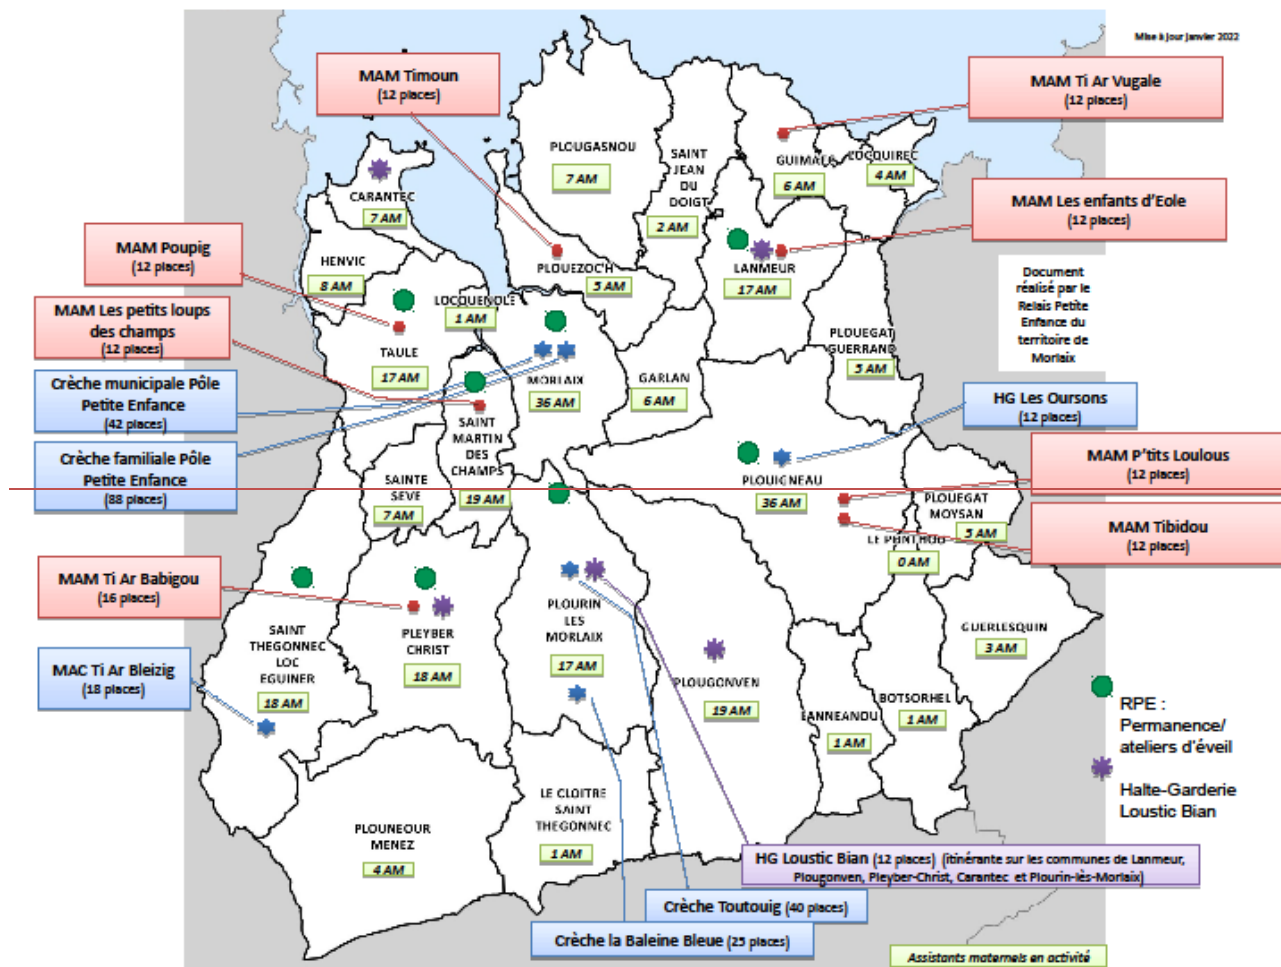 Mise à jour janvier 2022
MAM Timoun
(12 places)
MAM Ti Ar Vugale
(12 places)
PLOUGASNOU
7 AM
SAINT
JEAN
DU
DOIGT
2 AM
GUIMAEC
6 AM
LOCQUIREC
4 AM
CARANTEC
7 AM
MAM Les enfants d'Eole
(12 places)
MAM Poupig
(12 places)
HENVIC
8 AM
PLOUEZOC'H
5 AM
LANMEUR
17 AM
Document
réalisé par le
Relais Petite
Enfance du
territoire de
Morlaix
MAM Les petits loups
des champs
(12 places)
LOCQUENOLE
1 AM
TAULE
17 AM
MORLAIX
36 AM
GARLAN
6 AM
PLOUEGAT
GUERRAND
5 AM
Crèche municipale Pôle
Petite Enfance
(42 places)
HG Les Oursons
(12 places)
SAINT
MARTIN
DES
CHAMPS
19 AM
Crèche familiale Pôle
Petite Enfance
(88 places)
SAINTE
SEVE
7 AM
PLOUIGNEAU
36 AM
MAM P'tits Loulous
(12 places)
PLOUEGAT
MOYSAN
5 AM
MAM Tibidou
(12 places)
LE PONTHOU
0 AM
MAM Ti Ar Babigou
(16 places)
SAINT
THEGONNEC
LOC
EGUINER
18 AM
PLEYBER
CHRIST
18 AM
PLOURIN
LES
MORLAIX
17 AM
GUERLESQUIN
3 AM
MAC Ti Ar Bleizig
(18 places)
PLOUGONVEN
19 AM
LANNEANOU
1 AM
BOTSORHEL
1 AM
RPE :
Permanence/
ateliers d'éveil
Halte-Garderie
Loustic Bian
PLOUNEOUR
MENEZ
4 AM
LE CLOITRE
SAINT
THEGONNEC
1 AM
HG Loustic Bian (12 places) (itinérante sur les communes de Lanmeur,
Plougonven, Pleyber-Christ, Carantec et Plourin-lès-Morlaix)
Crèche Toutouig (40 places)
Crèche la Baleine Bleue (25 places)
Assistants maternels en activité